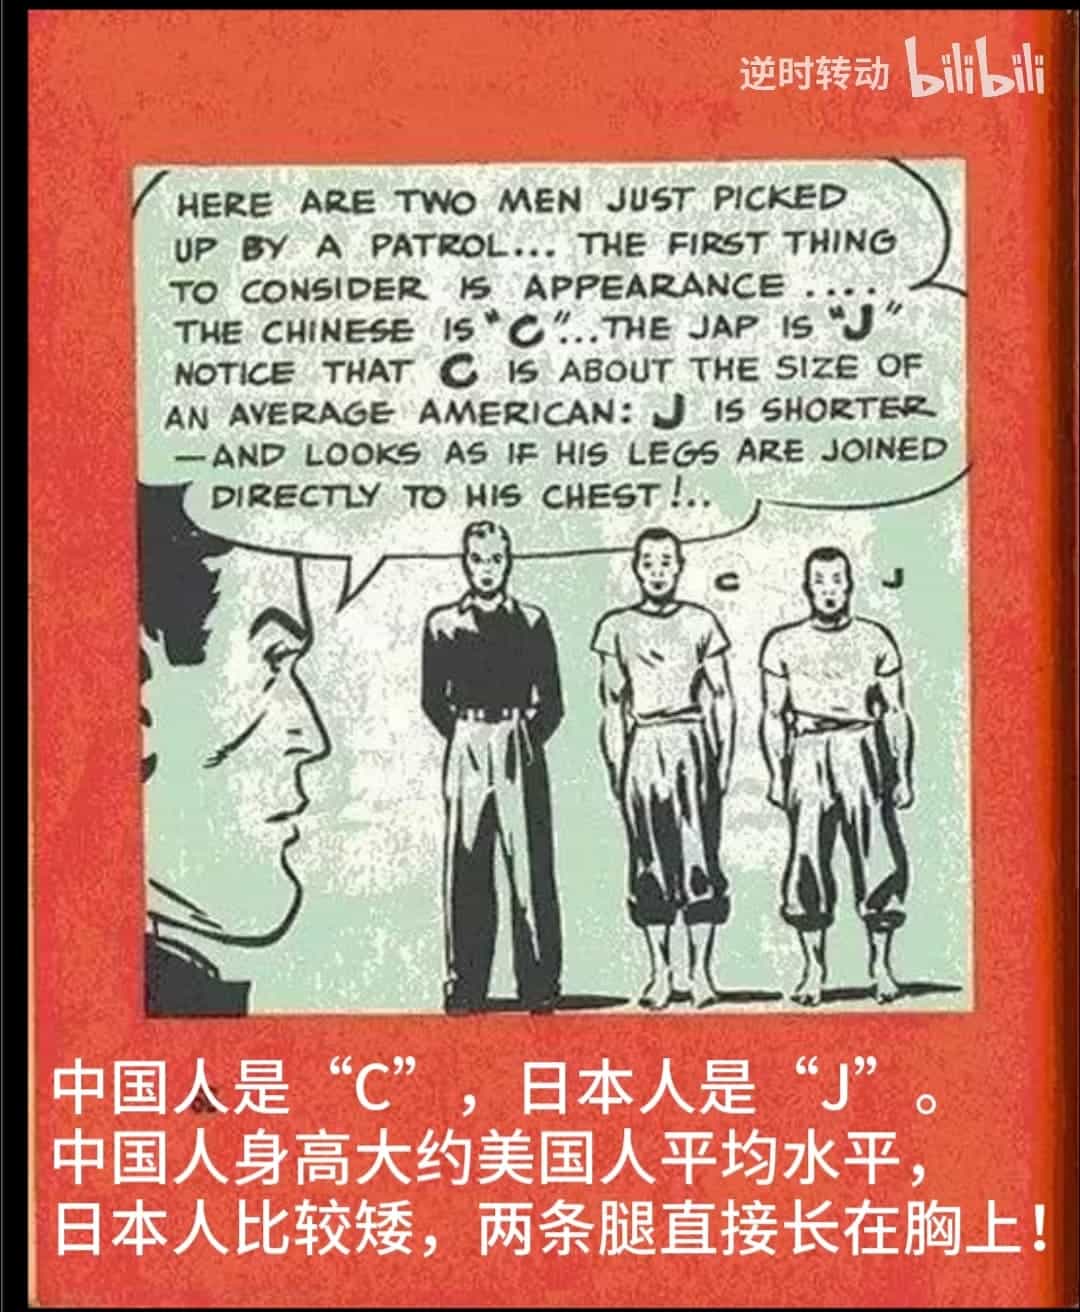 逆时转动 bilibili
HERE ARE TWO MEN JUST PICKED
UP BY A PATROL... THE FIRST THING
TO CONSIDER IS APPEARANCE ....
THE CHINESE IS "C"...THE JAP IS "J"
NOTICE THAT C IS ABOUT THE SIZE OF
AN AVERAGE AMERICAN: J IS SHORTER
—AND LOOKS AS IF HIS LEGS ARE JOINED
DIRECTLY TO HIS CHEST!..
C
J
中国人是“C”，日本人是“J”。
中国人身高大约美国人平均水平，
日本人比较矮，两条腿直接长在胸上！